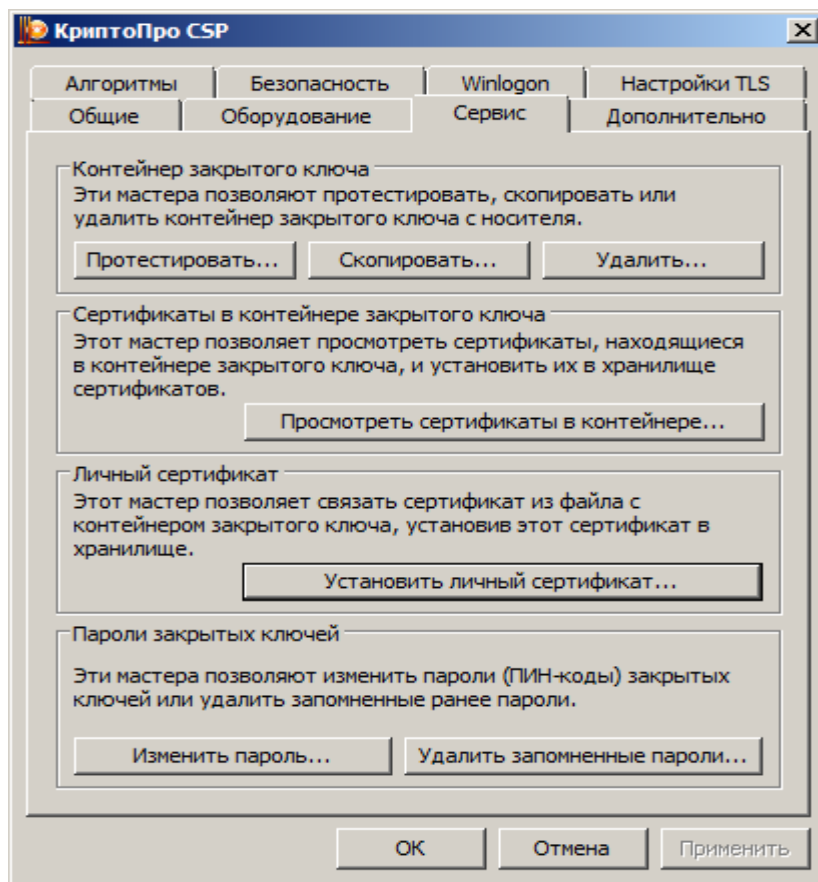 КриптоПро CSP
Алгоритмы Безопасность Winlogon Настройки TLS
Общие Оборудование Сервис Дополнительно
Контейнер закрытого ключа
Эти мастера позволяют протестировать, скопировать или
удалить контейнер закрытого ключа с носителя.
Протестировать... Скопировать... Удалить...
Сертификаты в контейнере закрытого ключа
Этот мастер позволяет просмотреть сертификаты, находящиеся
в контейнере закрытого ключа, и установить их в хранилище
сертификатов.
Просмотреть сертификаты в контейнере...
Личный сертификат
Этот мастер позволяет связать сертификат из файла с
контейнером закрытого ключа, установив этот сертификат в
хранилище.
Установить личный сертификат...
Пароли закрытых ключей
Эти мастера позволяют изменить пароли (ПИН-коды) закрытых
ключей или удалить запомненные ранее пароли.
Изменить пароль... Удалить запомненные пароли...
ОК Отмена Применить